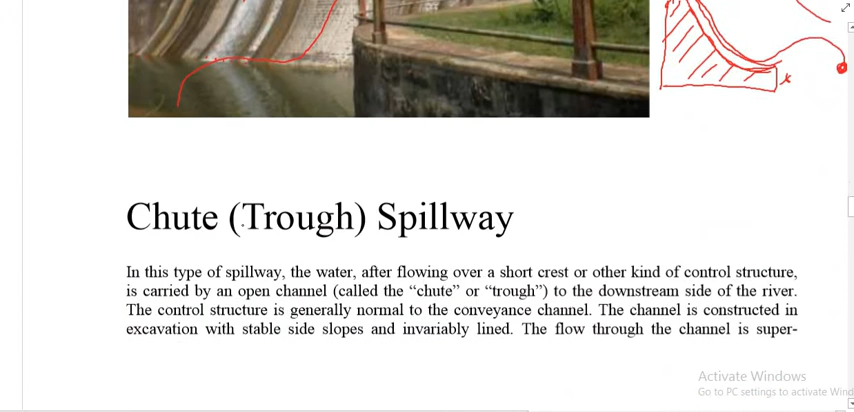 Chute (Trough) Spillway
In this type of spillway, the water, after flowing over a short crest or other kind of control structure,
is carried by an open channel (called the “chute” or “trough”) to the downstream side of the river.
The control structure is generally normal to the conveyance channel. The channel is constructed in
excavation with stable side slopes and invariably lined. The flow through the channel is super-
Activate Windows
Go to PC settings to activate Wind